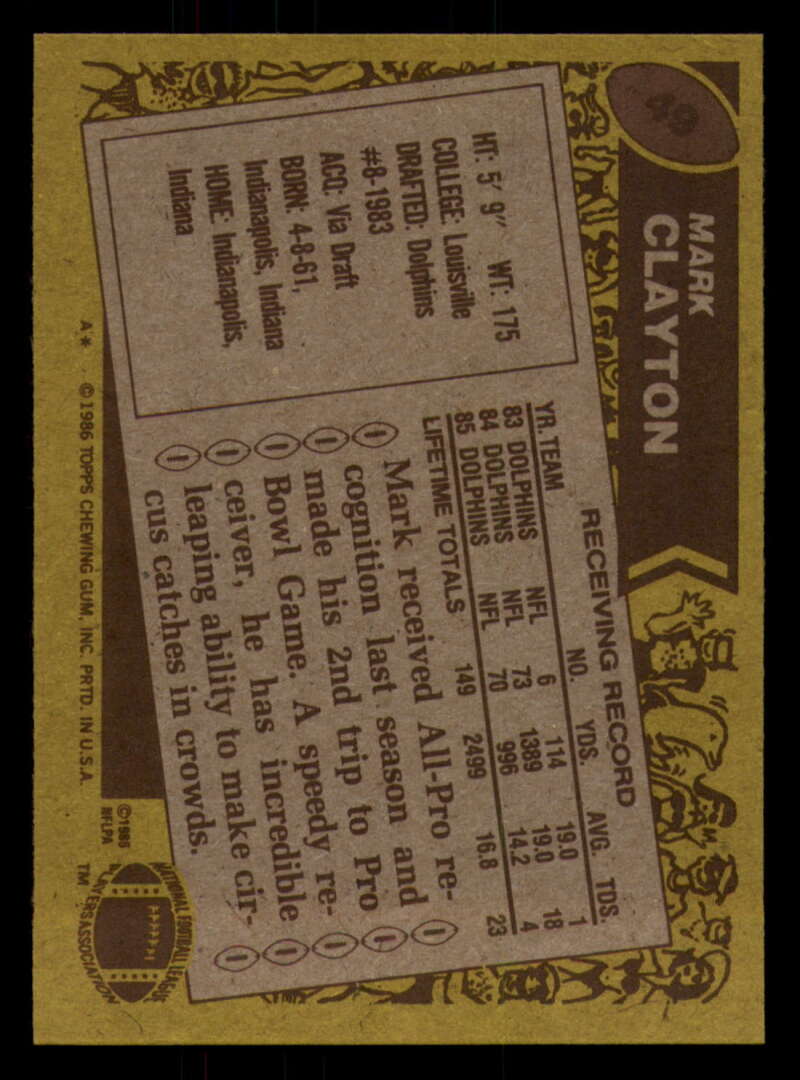 49
MARK
CLAYTON
HT: 5' 9" WT: 175
COLLEGE: Louisville
DRAFTED: Dolphins
#8-1983
ACQ: Via Draft
BORN: 4-8-61,
Indianapolis, Indiana
HOME: Indianapolis,
Indiana
RECEIVING RECORD
YR. TEAM NO. YDS. AVG. TDS.
83 DOLPHINS NFL 6 114 19.0 1
84 DOLPHINS NFL 73 1389 19.0 18
85 DOLPHINS NFL 70 996 14.2 4
LIFETIME TOTALS 149 2499 16.8 23
Mark received All-Pro re-
cognition last season and
made his 2nd trip to Pro
Bowl Game. A speedy re-
ceiver, he has incredible
leaping ability to make cir-
cus catches in crowds.
A* ©1986 TOPPS CHEWING GUM, INC. PRTD. IN U.S.A.
©1986
NFLPA
NATIONAL FOOTBALL LEAGUE
PLAYERS ASSOCIATION
TM